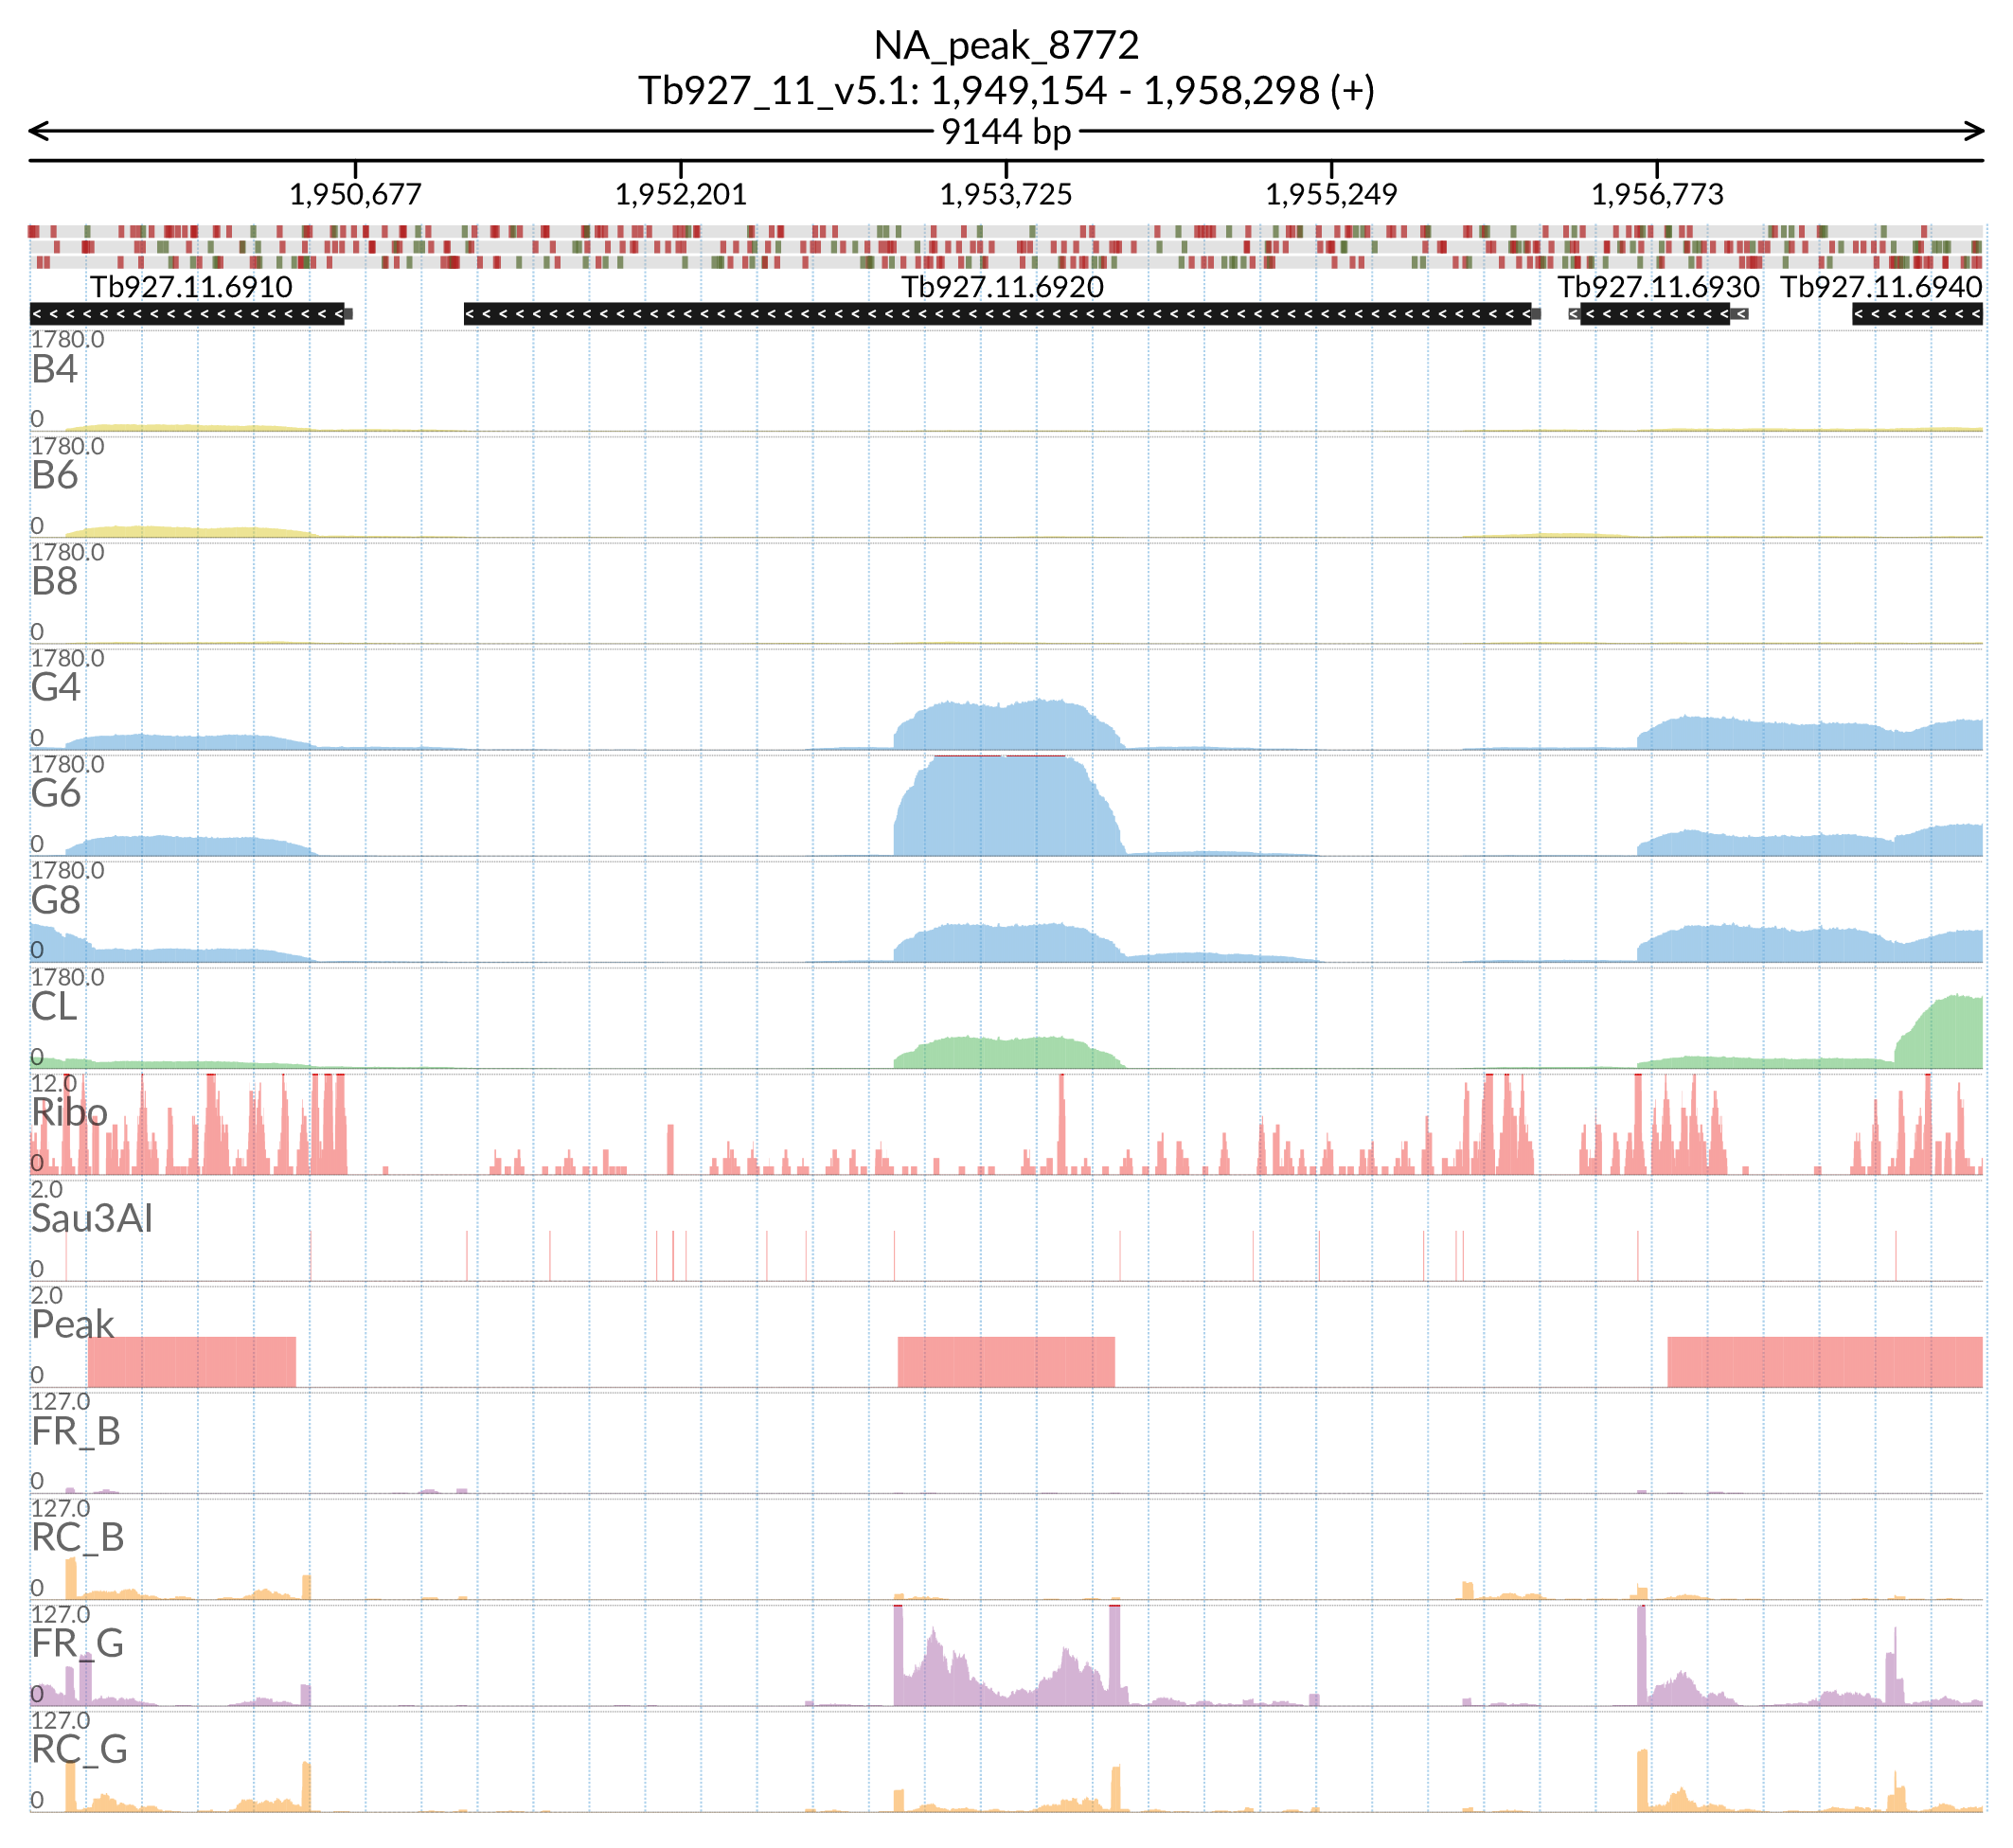 NA_peak_8772
Tb927_11_v5.1: 1,949,154 - 1,958,298 (+)
9144 bp
1,950,677 1,952,201 1,953,725 1,955,249 1,956,773
Tb927.11.6910 Tb927.11.6920 Tb927.11.6930 Tb927.11.6940
1780.0
B4
0
1780.0
B6
0
1780.0
B8
0
1780.0
G4
0
1780.0
G6
0
1780.0
G8
0
1780.0
CL
0
12.0
Ribo
0
2.0
Sau3AI
0
2.0
Peak
0
127.0
FR_B
0
127.0
RC_B
0
127.0
FR_G
0
127.0
RC_G
0